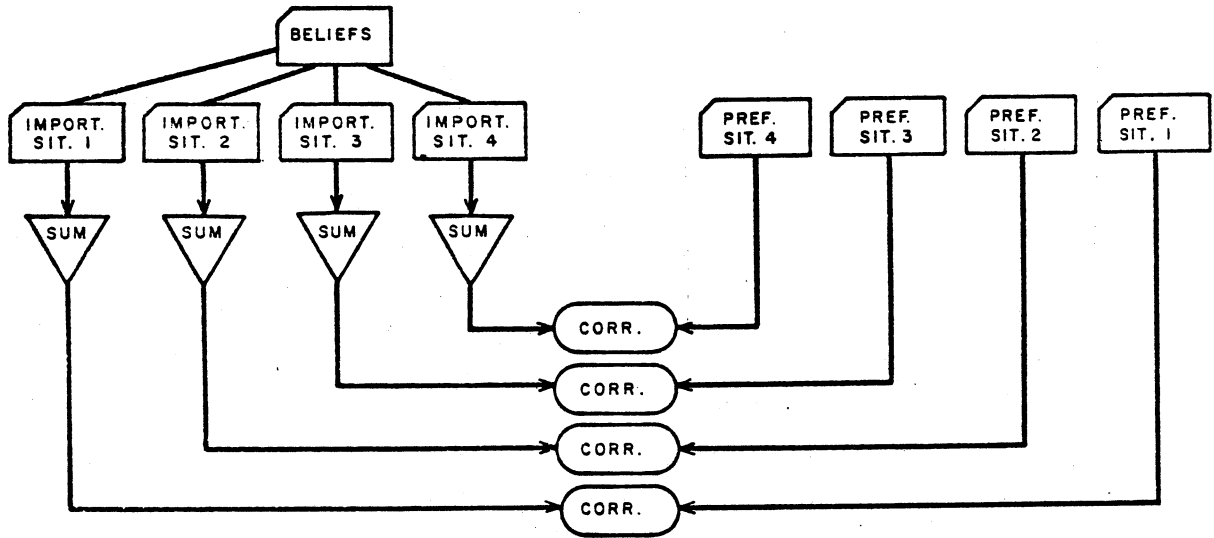 BELIEFS
IMPORT.
SIT. 1
IMPORT.
SIT. 2
IMPORT.
SIT. 3
IMPORT.
SIT. 4
PREF.
SIT. 4
PREF.
SIT. 3
PREF.
SIT. 2
PREF.
SIT. 1
SUM
SUM
SUM
SUM
CORR.
CORR.
CORR.
CORR.